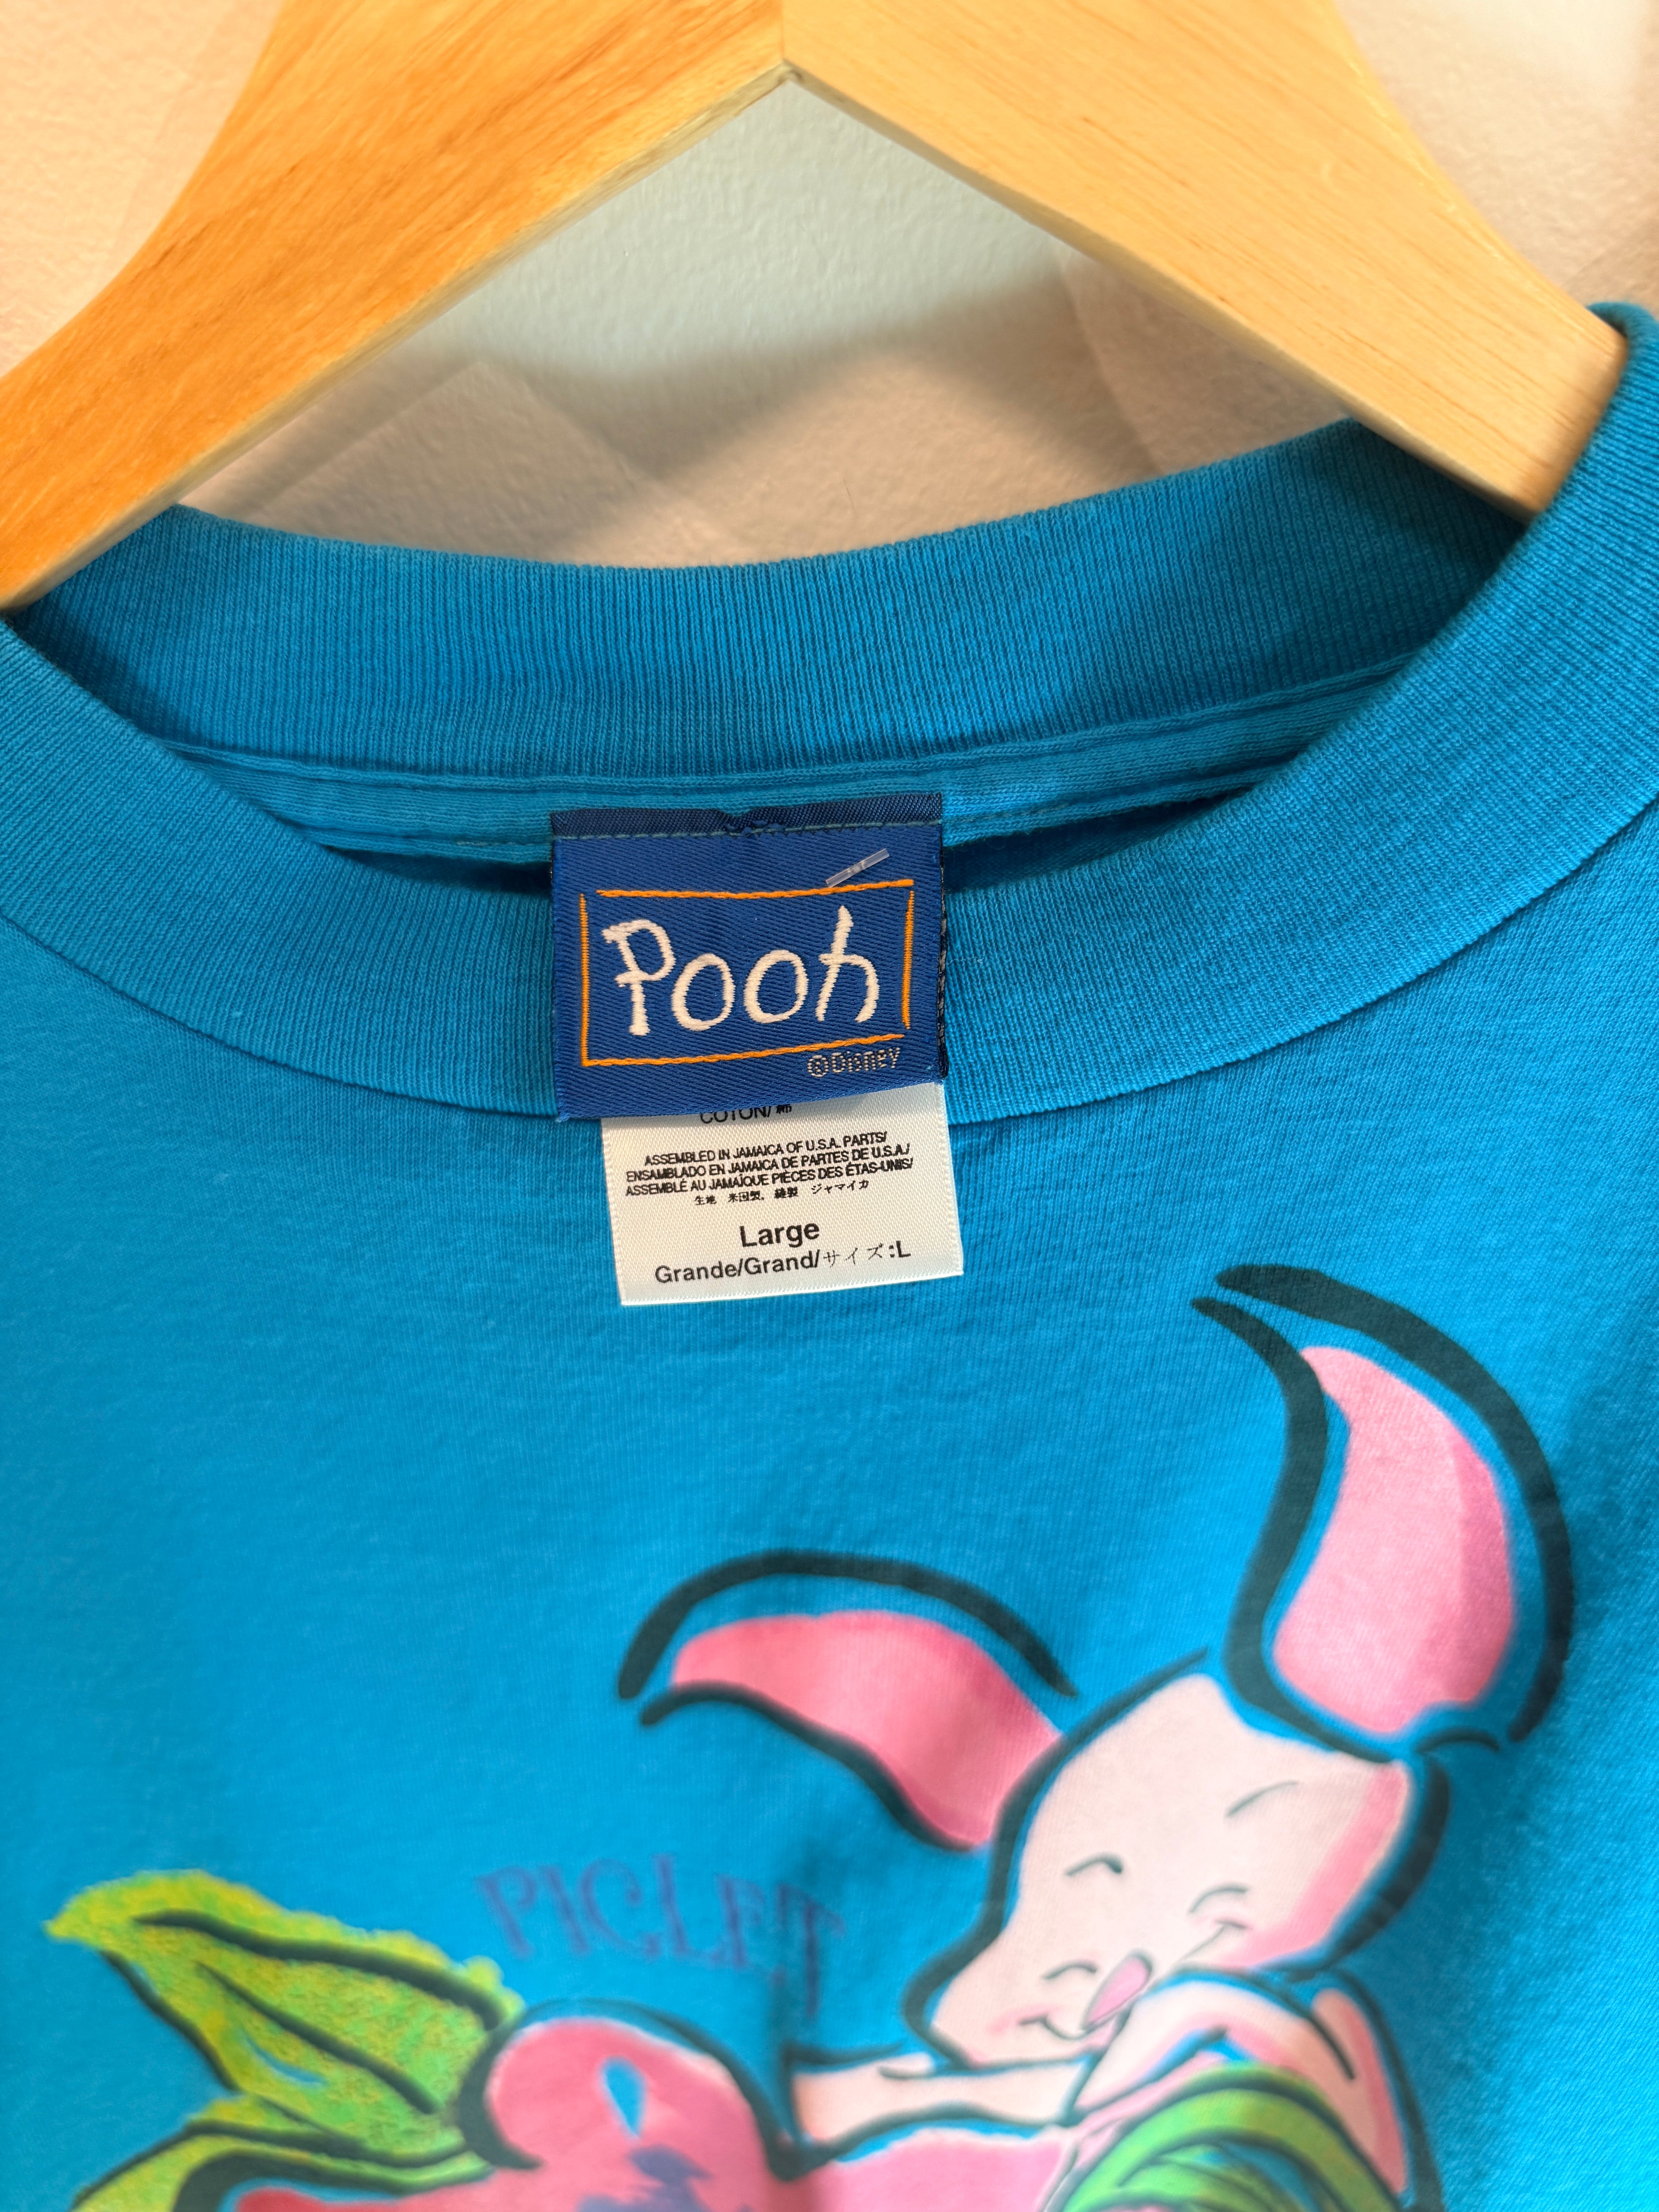 Pooh
©Disney
COTON/綿
ASSEMBLED IN JAMAICA OF U.S.A. PARTS/
ENSAMBLADO EN JAMAICA DE PARTES DE U.S.A./
ASSEMBLÉ AU JAMAÏQUE PIÈCES DES ÉTAS-UNIS/
生地 米国製, 縫製 ジャマイカ
Large
Grande/Grand/サイズ:L
PIGLET